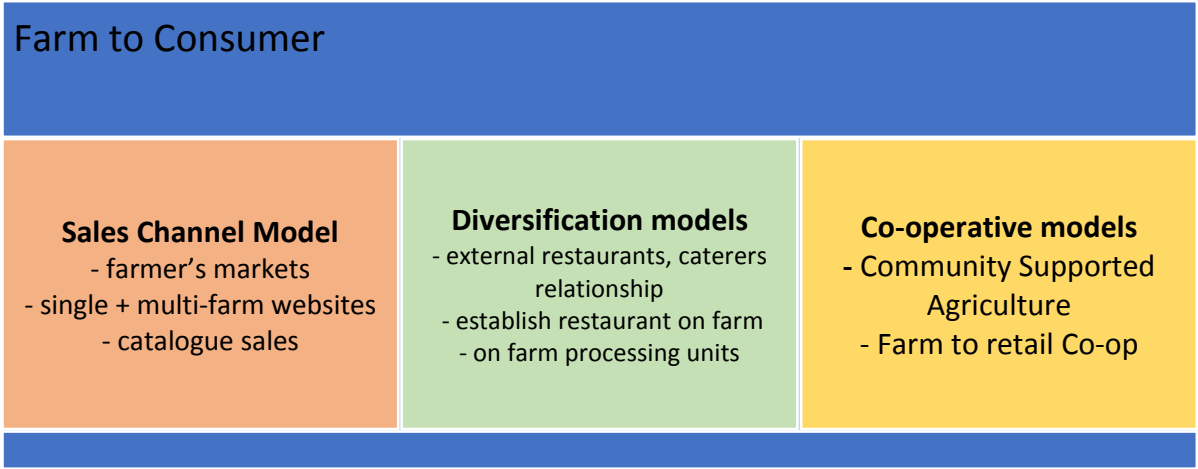 Farm to Consumer
Sales Channel Model
- farmer’s markets
- single + multi-farm websites
- catalogue sales
Diversification models
- external restaurants, caterers
relationship
- establish restaurant on farm
- on farm processing units
Co-operative models
- Community Supported
Agriculture
- Farm to retail Co-op